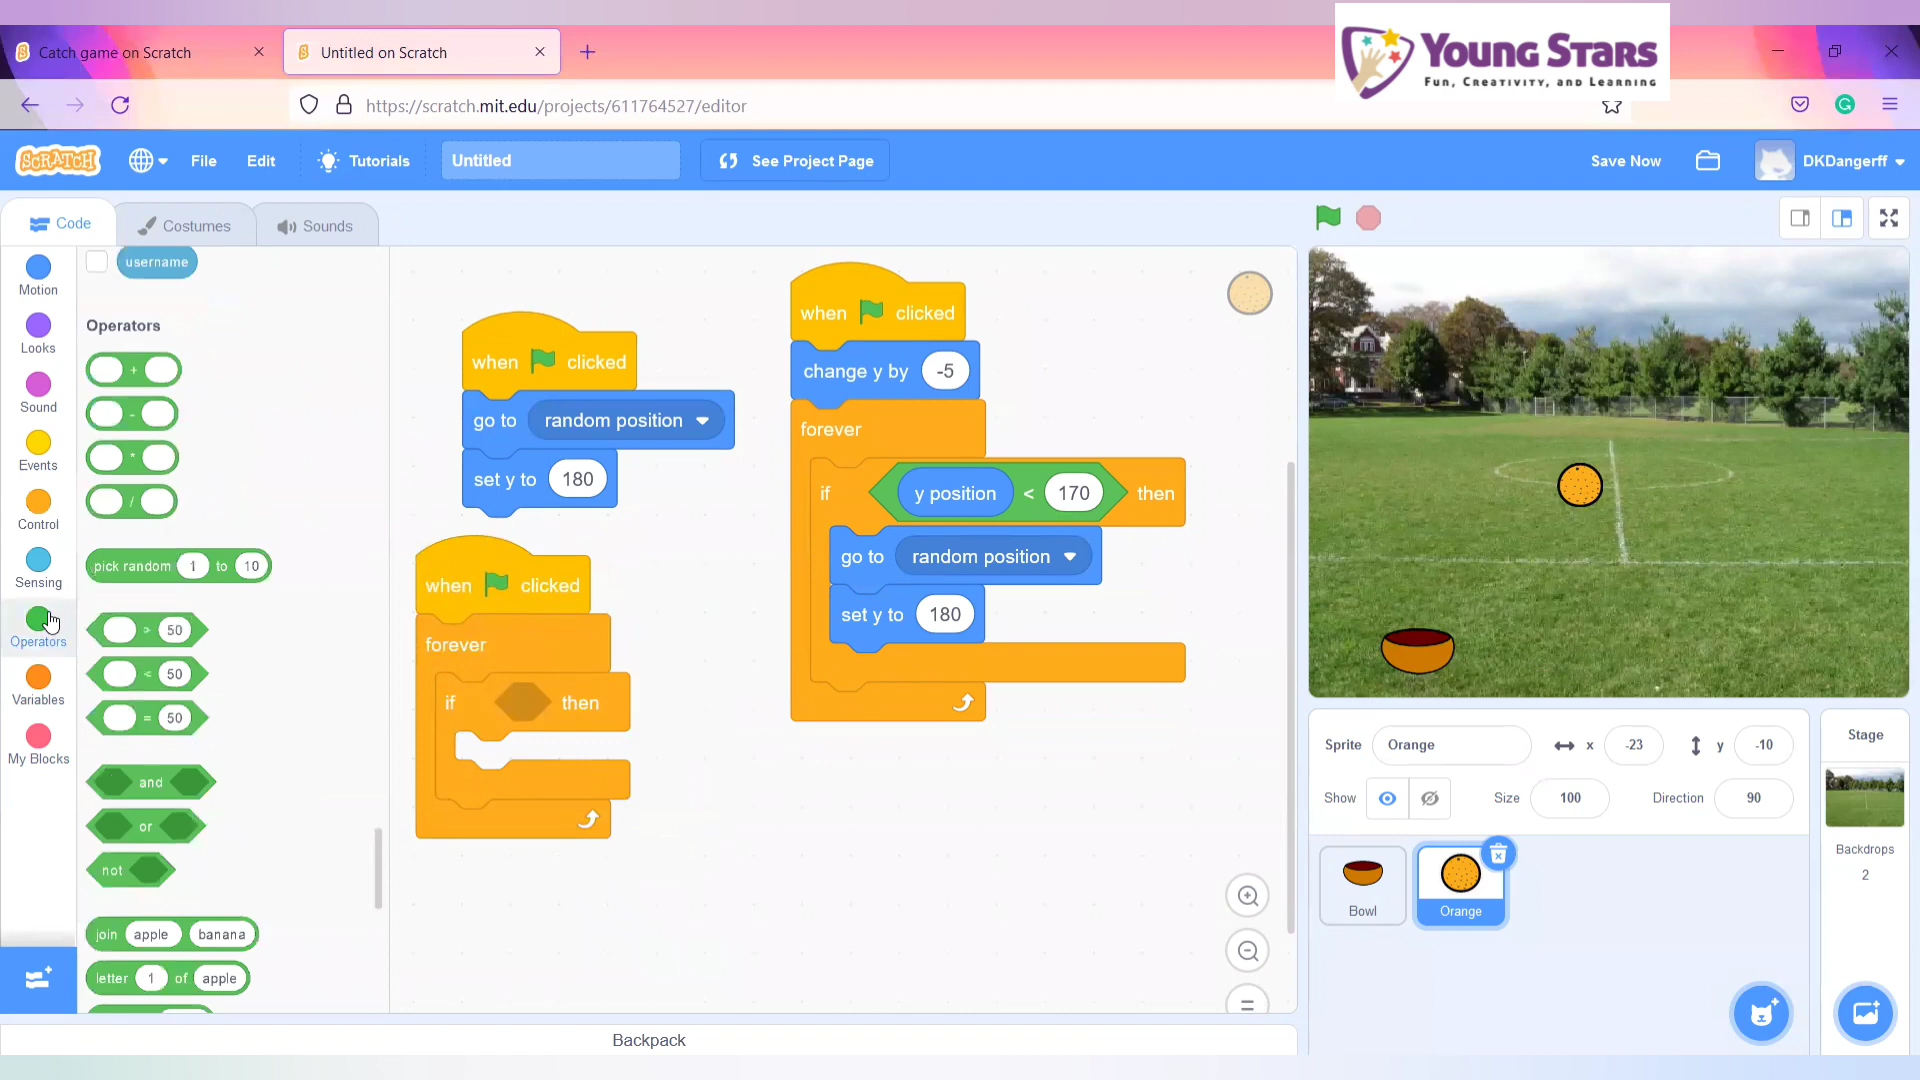 Catch game on Scratch
Untitled on Scratch
Young Stars
Fun, Creativity, and Learning
https://scratch.mit.edu/projects/611764527/editor
SCRATCH
File
Edit
Tutorials
Untitled
See Project Page
Save Now
DKDangerff
Code
Costumes
Sounds
Motion
Looks
Sound
Events
Control
Sensing
Operators
Variables
My Blocks
username
Operators
+
-
*
/
pick random 1 to 10
> 50
< 50
= 50
and
or
not
join apple banana
letter 1 of apple
when clicked
go to random position
set y to 180
when clicked
forever
if then
when clicked
change y by -5
forever
if y position < 170 then
go to random position
set y to 180
Sprite Orange x -23 y -10
Show Size 100 Direction 90
Bowl
Orange
Stage
Backdrops
2
Backpack